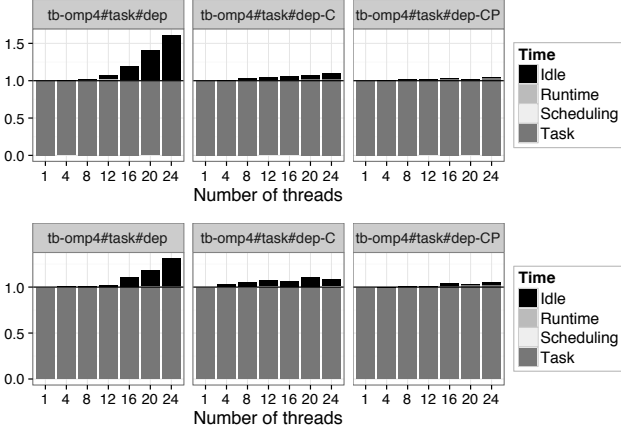 tb-omp4#task#dep tb-omp4#task#dep-C tb-omp4#task#dep-CP
1.5
1.0
0.5
0.0
1 4 8 12 16 20 24 1 4 8 12 16 20 24 1 4 8 12 16 20 24
Number of threads
Time
Idle
Runtime
Scheduling
Task
tb-omp4#task#dep tb-omp4#task#dep-C tb-omp4#task#dep-CP
1.0
0.5
0.0
1 4 8 12 16 20 24 1 4 8 12 16 20 24 1 4 8 12 16 20 24
Number of threads
Time
Idle
Runtime
Scheduling
Task